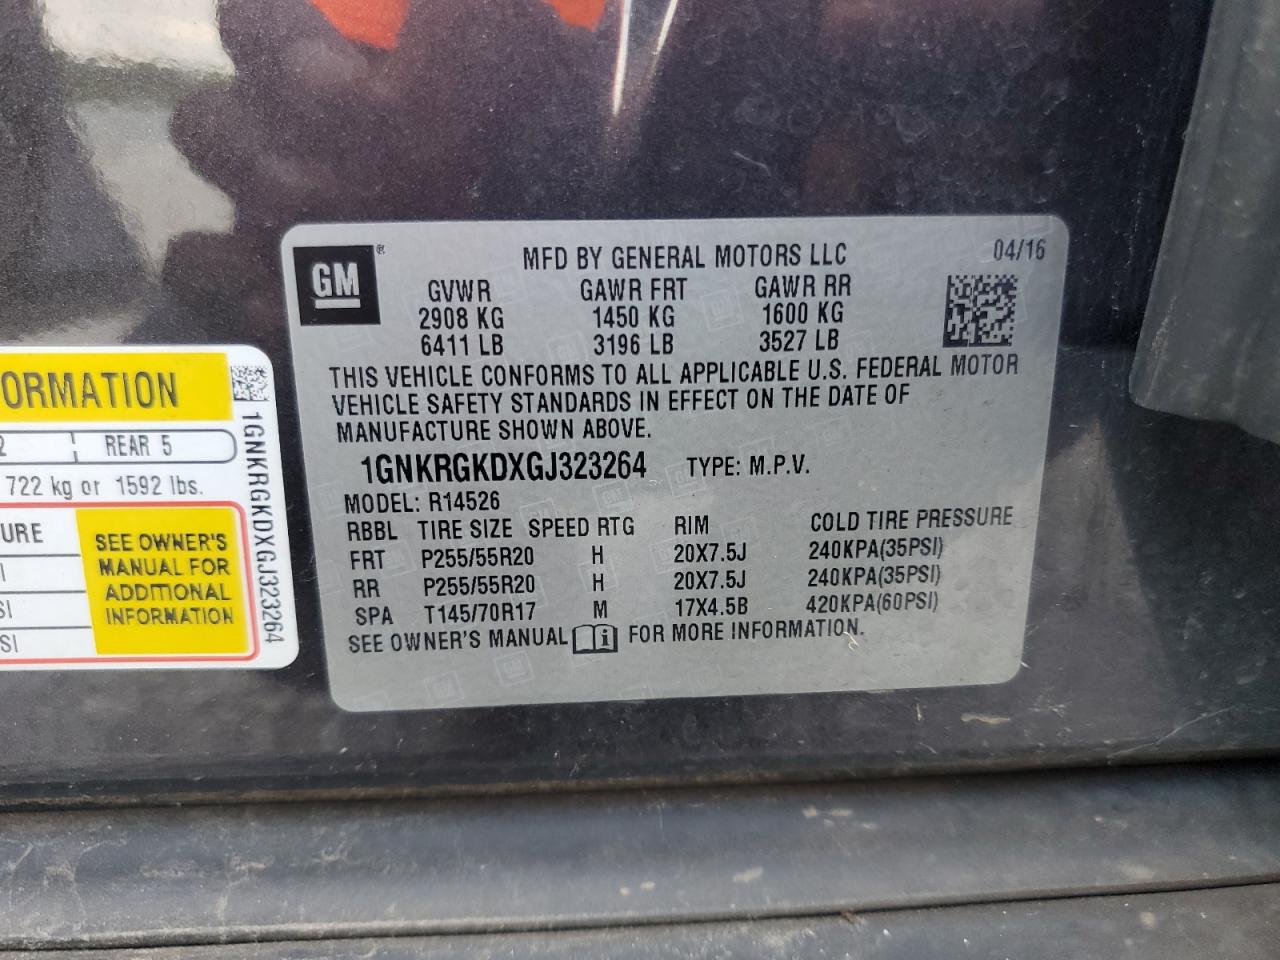 GM ®
MFD BY GENERAL MOTORS LLC 04/16
GVWR GAWR FRT GAWR RR
2908 KG 1450 KG 1600 KG
6411 LB 3196 LB 3527 LB
THIS VEHICLE CONFORMS TO ALL APPLICABLE U.S. FEDERAL MOTOR
VEHICLE SAFETY STANDARDS IN EFFECT ON THE DATE OF
MANUFACTURE SHOWN ABOVE.
1GNKRGKDXGJ323264 TYPE: M.P.V.
MODEL: R14526
RBBL TIRE SIZE SPEED RTG RIM COLD TIRE PRESSURE
FRT P255/55R20 H 20X7.5J 240KPA(35PSI)
RR P255/55R20 H 20X7.5J 240KPA(35PSI)
SPA T145/70R17 M 17X4.5B 420KPA(60PSI)
SEE OWNER'S MANUAL FOR MORE INFORMATION.
ORMATION
2 REAR 5
722 kg or 1592 lbs.
URE
SI
SI
SEE OWNER'S
MANUAL FOR
ADDITIONAL
INFORMATION
1GNKRGKDXGJ323264